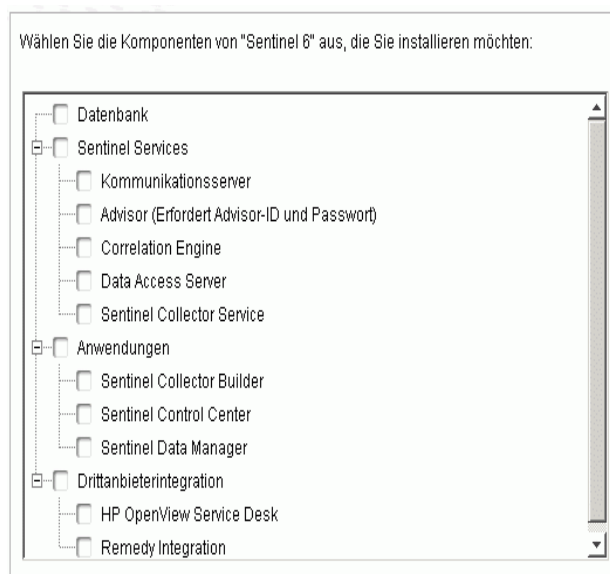 Wählen Sie die Komponenten von "Sentinel 6" aus, die Sie installieren möchten:
Datenbank
Sentinel Services
Kommunikationsserver
Advisor (Erfordert Advisor-ID und Passwort)
Correlation Engine
Data Access Server
Sentinel Collector Service
Anwendungen
Sentinel Collector Builder
Sentinel Control Center
Sentinel Data Manager
Drittanbieterintegration
HP OpenView Service Desk
Remedy Integration